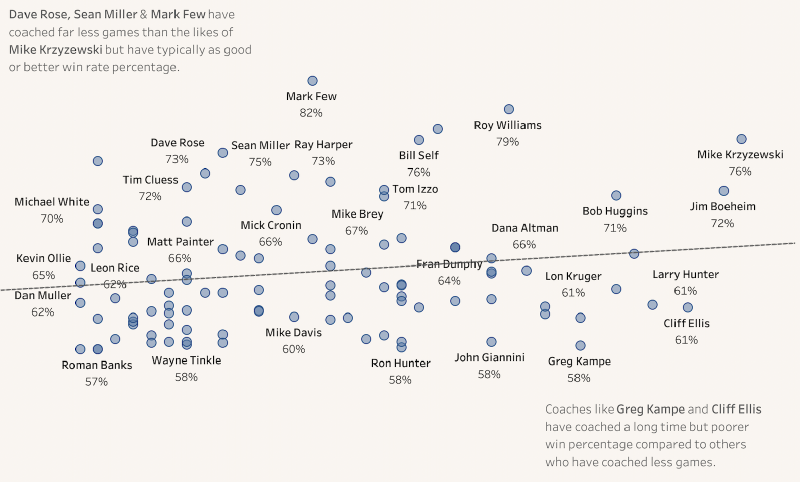 Dave Rose, Sean Miller & Mark Few have
coached far less games than the likes of
Mike Krzyzewski but have typically as good
or better win rate percentage.
Mark Few
82%
Roy Williams
79%
Dave Rose
73%
Sean Miller
75%
Ray Harper
73%
Bill Self
76%
Mike Krzyzewski
76%
Tim Cluess
72%
Tom Izzo
71%
Michael White
70%
Mike Brey
67%
Bob Huggins
71%
Jim Boeheim
72%
Mick Cronin
66%
Dana Altman
66%
Matt Painter
66%
Kevin Ollie
65%
Leon Rice
62%
Fran Dunphy
64%
Lon Kruger
61%
Larry Hunter
61%
Dan Muller
62%
Cliff Ellis
61%
Mike Davis
60%
Roman Banks
57%
Wayne Tinkle
58%
Ron Hunter
58%
John Giannini
58%
Greg Kampe
58%
Coaches like Greg Kampe and Cliff Ellis
have coached a long time but poorer
win percentage compared to others
who have coached less games.